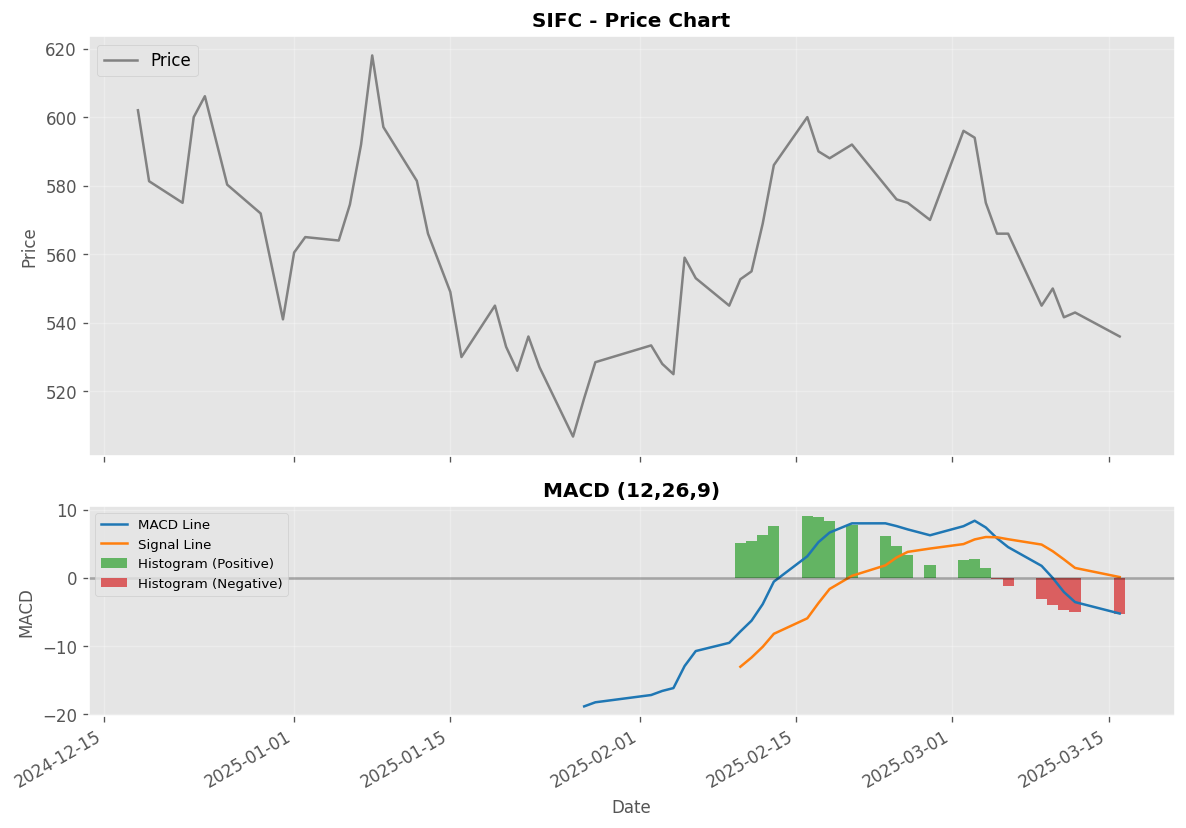 SIFC - Price Chart
Price
620
600
580
560
540
520
Price
MACD (12,26,9)
MACD Line
Signal Line
Histogram (Positive)
Histogram (Negative)
10
0
−10
−20
MACD
2024-12-15
2025-01-01
2025-01-15
2025-02-01
2025-02-15
2025-03-01
2025-03-15
Date